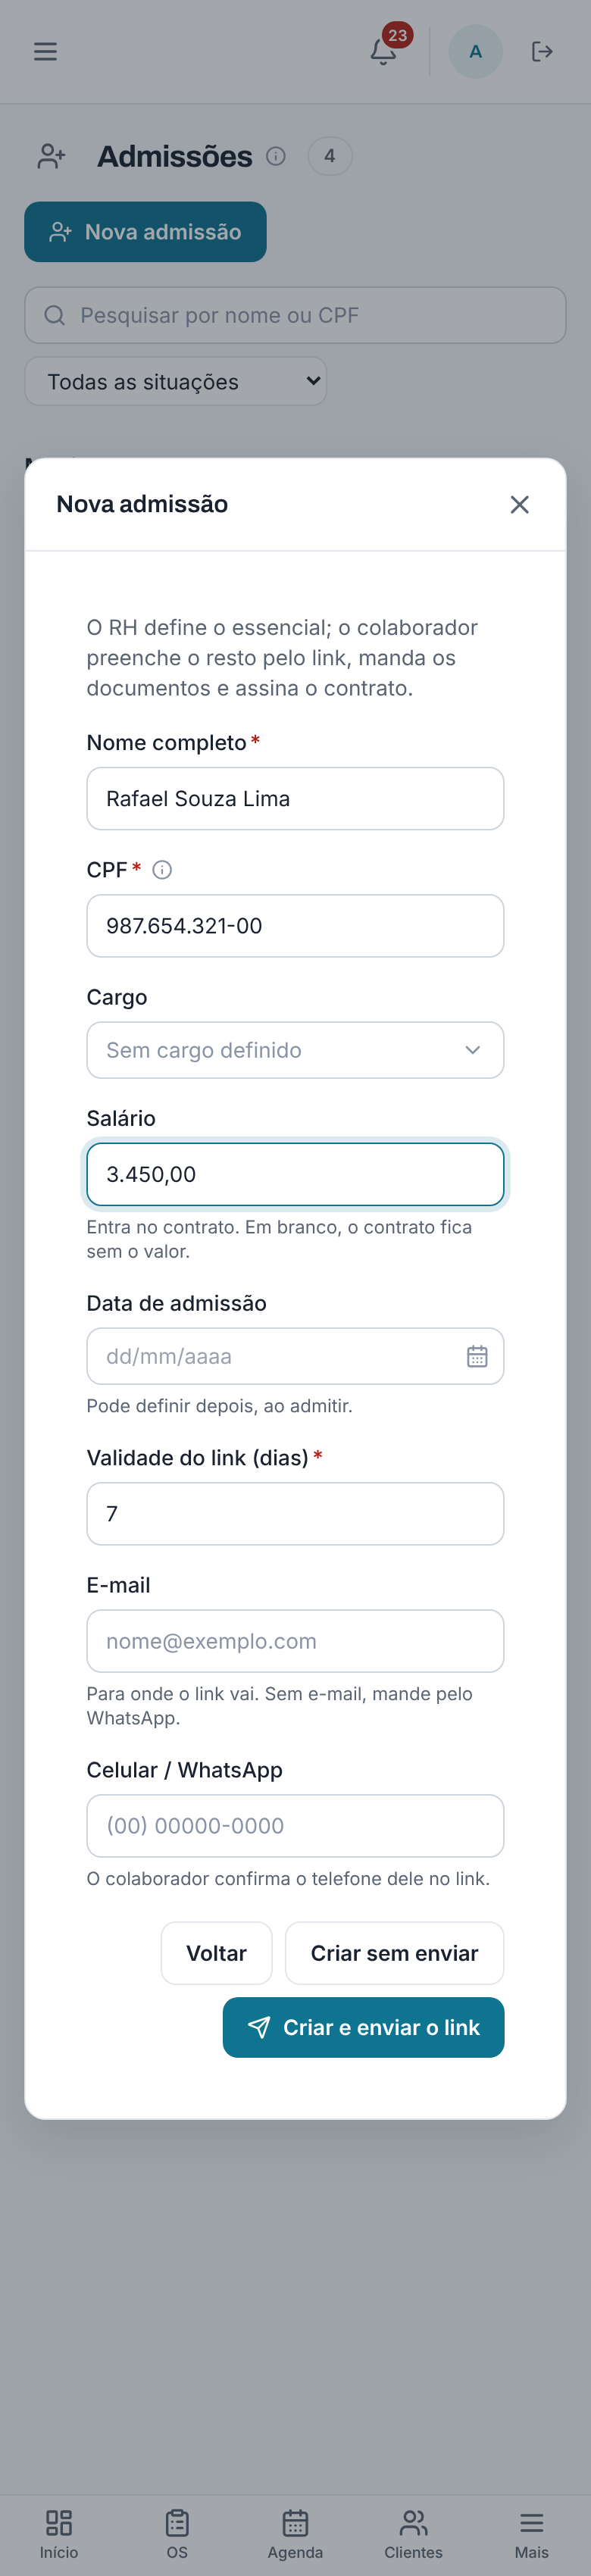 23
A
Admissões
4
Nova admissão
Pesquisar por nome ou CPF
Todas as situações
Nova admissão
O RH define o essencial; o colaborador
preenche o resto pelo link, manda os
documentos e assina o contrato.
Nome completo*
Rafael Souza Lima
CPF*
987.654.321-00
Cargo
Sem cargo definido
Salário
3.450,00
Entra no contrato. Em branco, o contrato fica
sem o valor.
Data de admissão
dd/mm/aaaa
Pode definir depois, ao admitir.
Validade do link (dias)*
7
E-mail
nome@exemplo.com
Para onde o link vai. Sem e-mail, mande pelo
WhatsApp.
Celular / WhatsApp
(00) 00000-0000
O colaborador confirma o telefone dele no link.
Voltar
Criar sem enviar
Criar e enviar o link
Início
OS
Agenda
Clientes
Mais